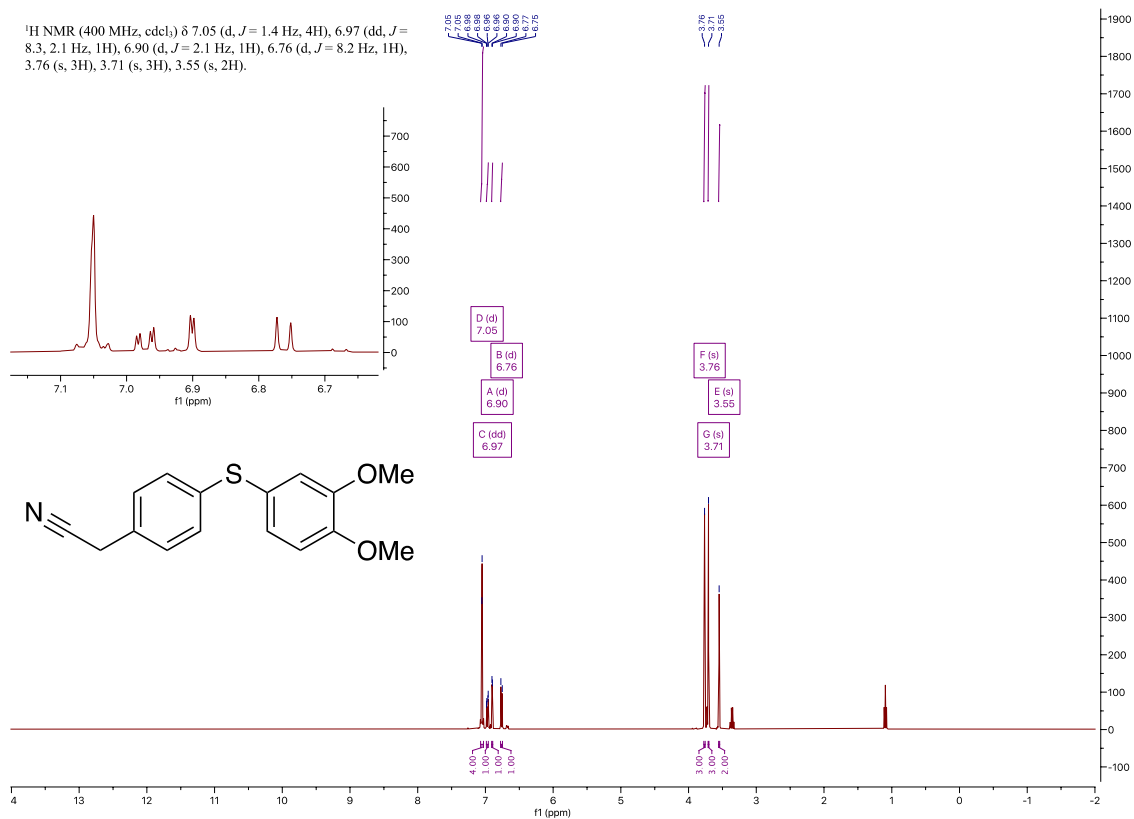 ¹H NMR (400 MHz, cdcl₃) δ 7.05 (d, J = 1.4 Hz, 4H), 6.97 (dd, J =
8.3, 2.1 Hz, 1H), 6.90 (d, J = 2.1 Hz, 1H), 6.76 (d, J = 8.2 Hz, 1H),
3.76 (s, 3H), 3.71 (s, 3H), 3.55 (s, 2H).
7.05 7.05 6.98 6.98 6.96 6.96 6.90 6.90 6.77 6.75
3.76 3.71 3.55
700
600
500
400
300
200
100
0
7.1 7.0 6.9 6.8 6.7
f1 (ppm)
D (d)
7.05
B (d)
6.76
A (d)
6.90
C (dd)
6.97
F (s)
3.76
E (s)
3.55
G (s)
3.71
N
S
OMe
OMe
4.00 1.00 1.00 1.00
3.00 3.00 2.00
4 13 12 11 10 9 8 7 6 5 4 3 2 1 0 -1 -2
f1 (ppm)
1900
1800
1700
1600
1500
1400
1300
1200
1100
1000
900
800
700
600
500
400
300
200
100
0
-100